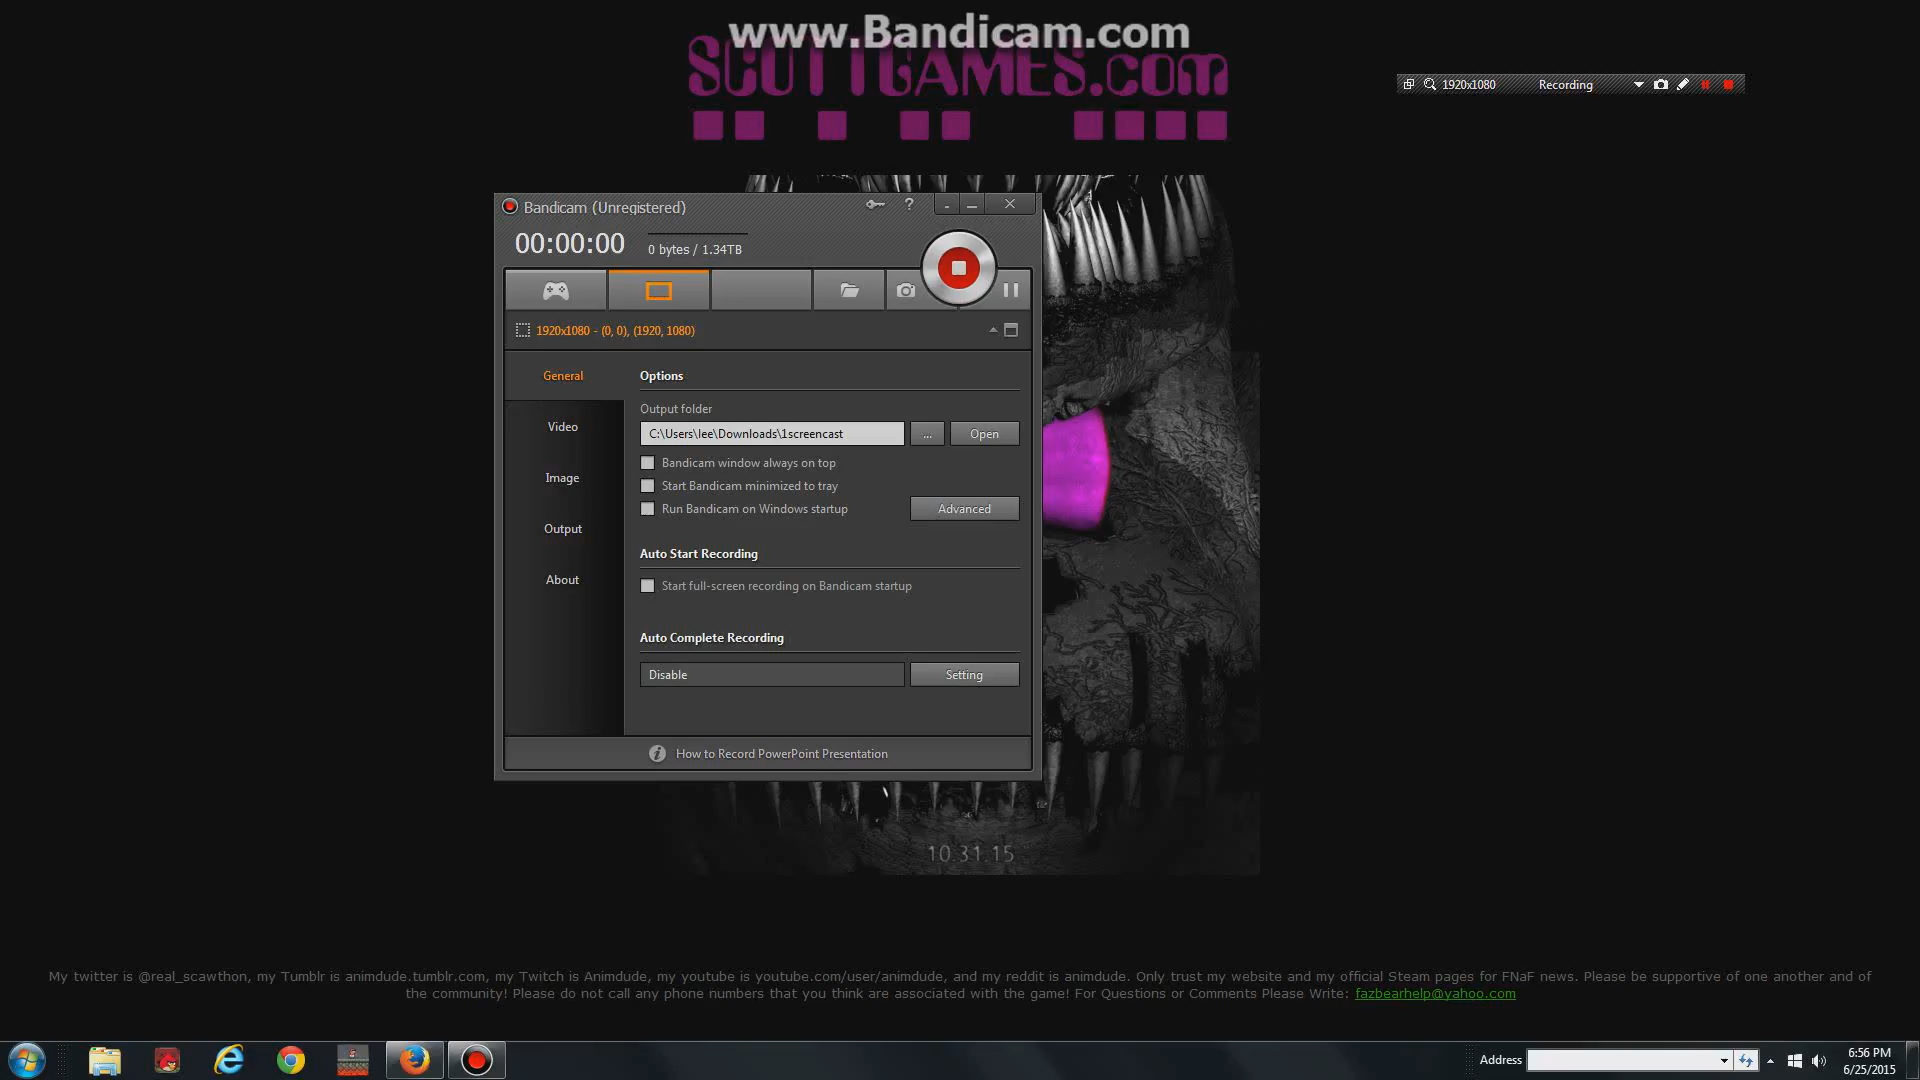 www.Bandicam.com
SCOTTGAMES.com
1920x1080 Recording
Bandicam (Unregistered)
?
00:00:00
0 bytes / 1.34TB
1920x1080 - (0, 0), (1920, 1080)
General
Video
Image
Output
About
Options
Output folder
C:\Users\lee\Downloads\1screencast
...
Open
Bandicam window always on top
Start Bandicam minimized to tray
Run Bandicam on Windows startup
Advanced
Auto Start Recording
Start full-screen recording on Bandicam startup
Auto Complete Recording
Disable
Setting
How to Record PowerPoint Presentation
10.31.15
My twitter is @real_scawthon, my Tumblr is animdude.tumblr.com, my Twitch is Animdude, my youtube is youtube.com/user/animdude, and my reddit is animdude. Only trust my website and my official Steam pages for FNaF news. Please be supportive of one another and of
the community! Please do not call any phone numbers that you think are associated with the game! For Questions or Comments Please Write: fazbearhelp@yahoo.com
Address
6:56 PM
6/25/2015